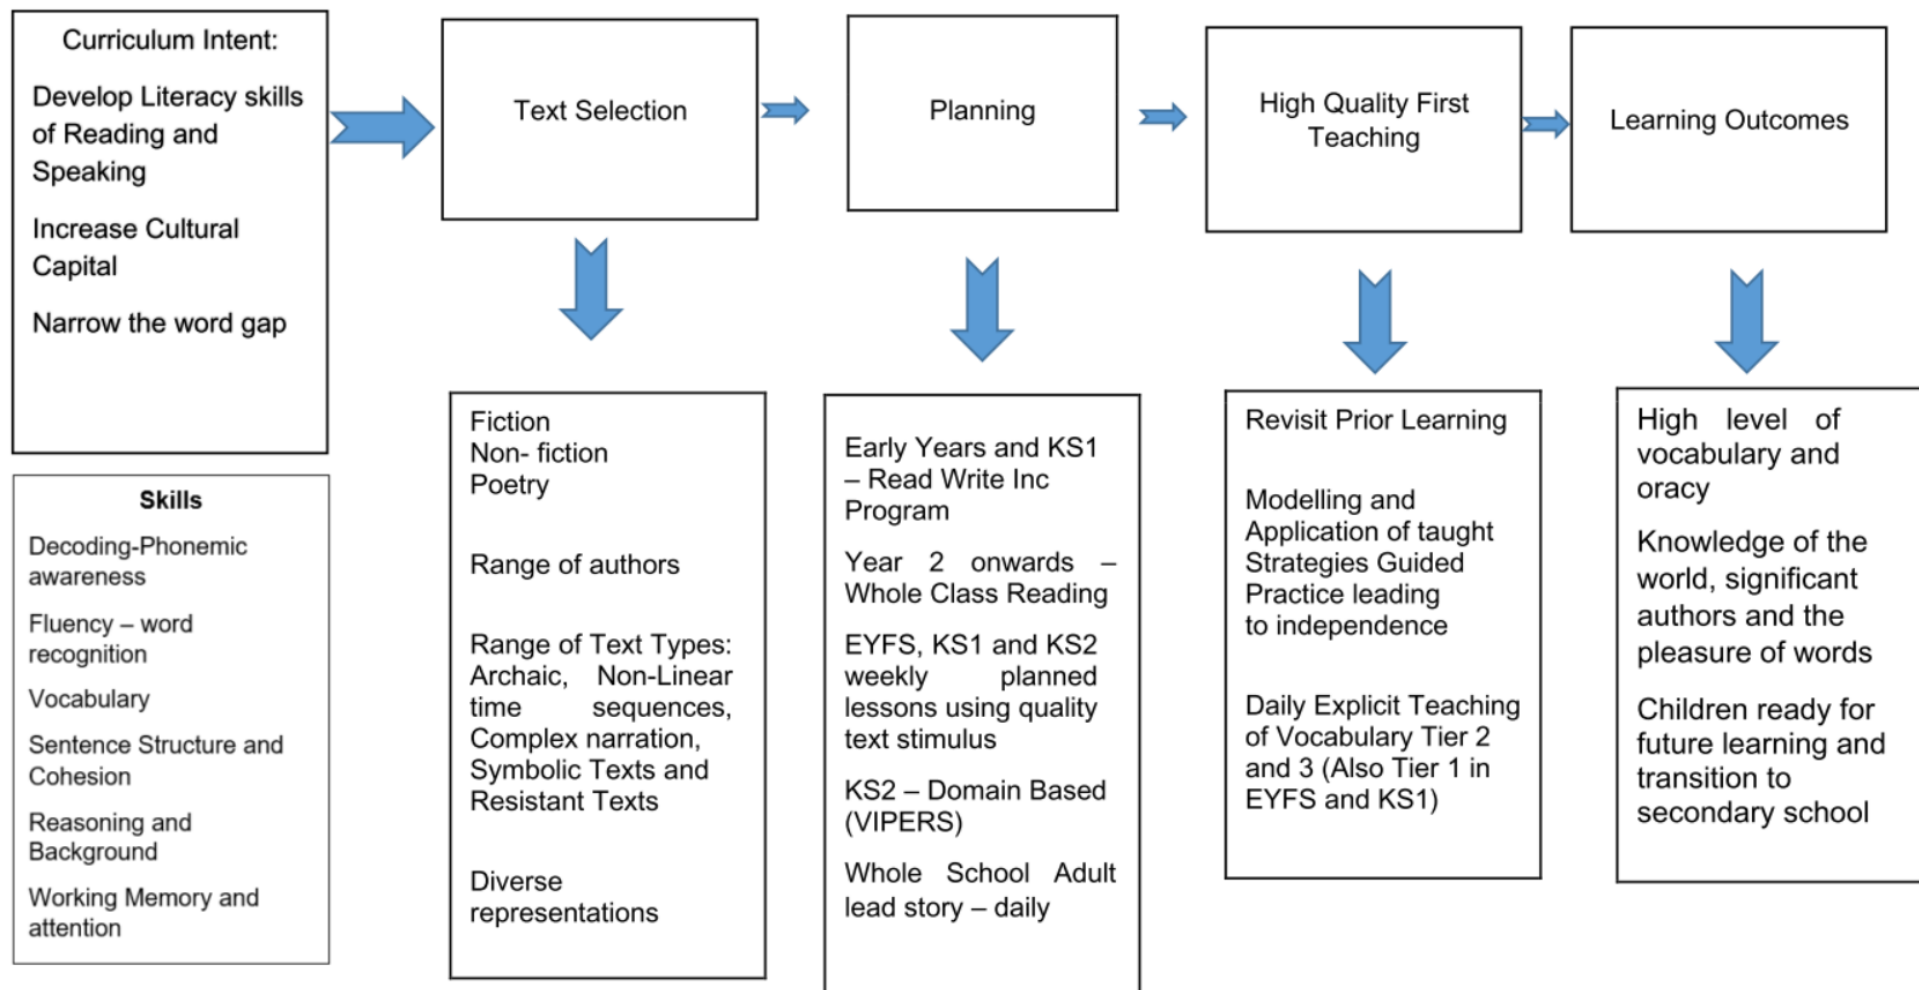 Curriculum Intent:
Develop Literacy skills
of Reading and
Speaking
Increase Cultural
Capital
Narrow the word gap
Skills
Decoding-Phonemic
awareness
Fluency – word
recognition
Vocabulary
Sentence Structure and
Cohesion
Reasoning and
Background
Working Memory and
attention
Text Selection
Fiction
Non- fiction
Poetry
Range of authors
Range of Text Types:
Archaic, Non-Linear
time sequences,
Complex narration,
Symbolic Texts and
Resistant Texts
Diverse
representations
Planning
Early Years and KS1
– Read Write Inc
Program
Year 2 onwards –
Whole Class Reading
EYFS, KS1 and KS2
weekly planned
lessons using quality
text stimulus
KS2 – Domain Based
(VIPERS)
Whole School Adult
lead story – daily
High Quality First
Teaching
Revisit Prior Learning
Modelling and
Application of taught
Strategies Guided
Practice leading
to independence
Daily Explicit Teaching
of Vocabulary Tier 2
and 3 (Also Tier 1 in
EYFS and KS1)
Learning Outcomes
High level of
vocabulary and
oracy
Knowledge of the
world, significant
authors and the
pleasure of words
Children ready for
future learning and
transition to
secondary school